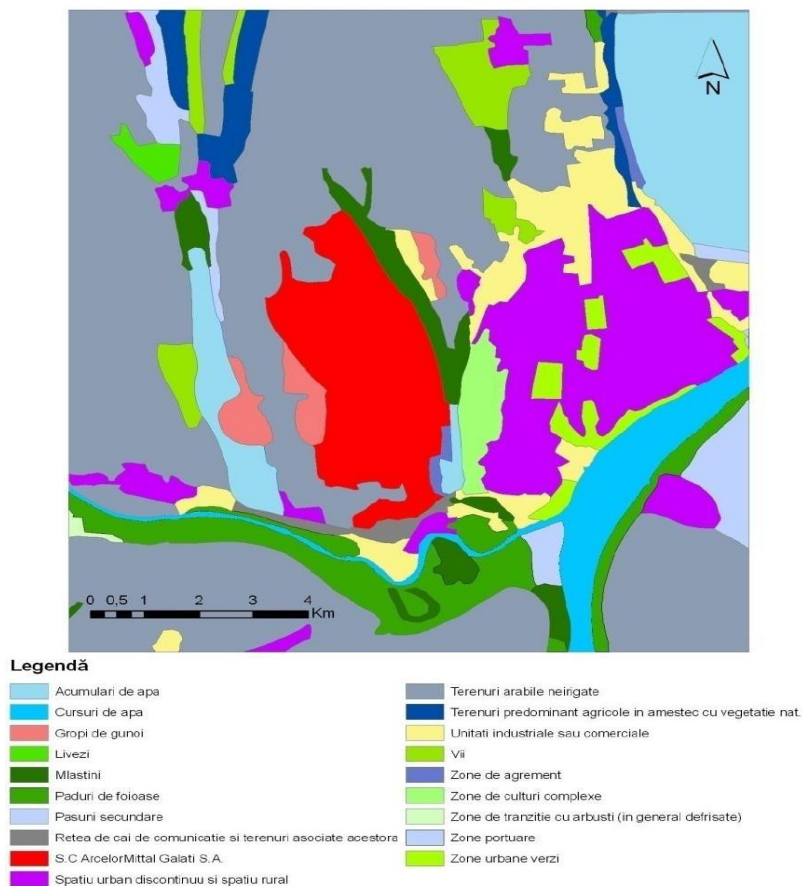 N
0 0,5 1 2 3 4
Km
Legendă
Acumulari de apa
Cursuri de apa
Gropi de gunoi
Livezi
Mlastini
Paduri de foioase
Pasuni secundare
Retea de cai de comunicatie si terenuri asociate acestora
S.C ArcelorMittal Galati S.A.
Spatiu urban discontinuu si spatiu rural
Terenuri arabile neirigate
Terenuri predominant agricole in amestec cu vegetatie nat.
Unitati industriale sau comerciale
Vii
Zone de agrement
Zone de culturi complexe
Zone de tranzitie cu arbusti (in general defrisate)
Zone portuare
Zone urbane verzi